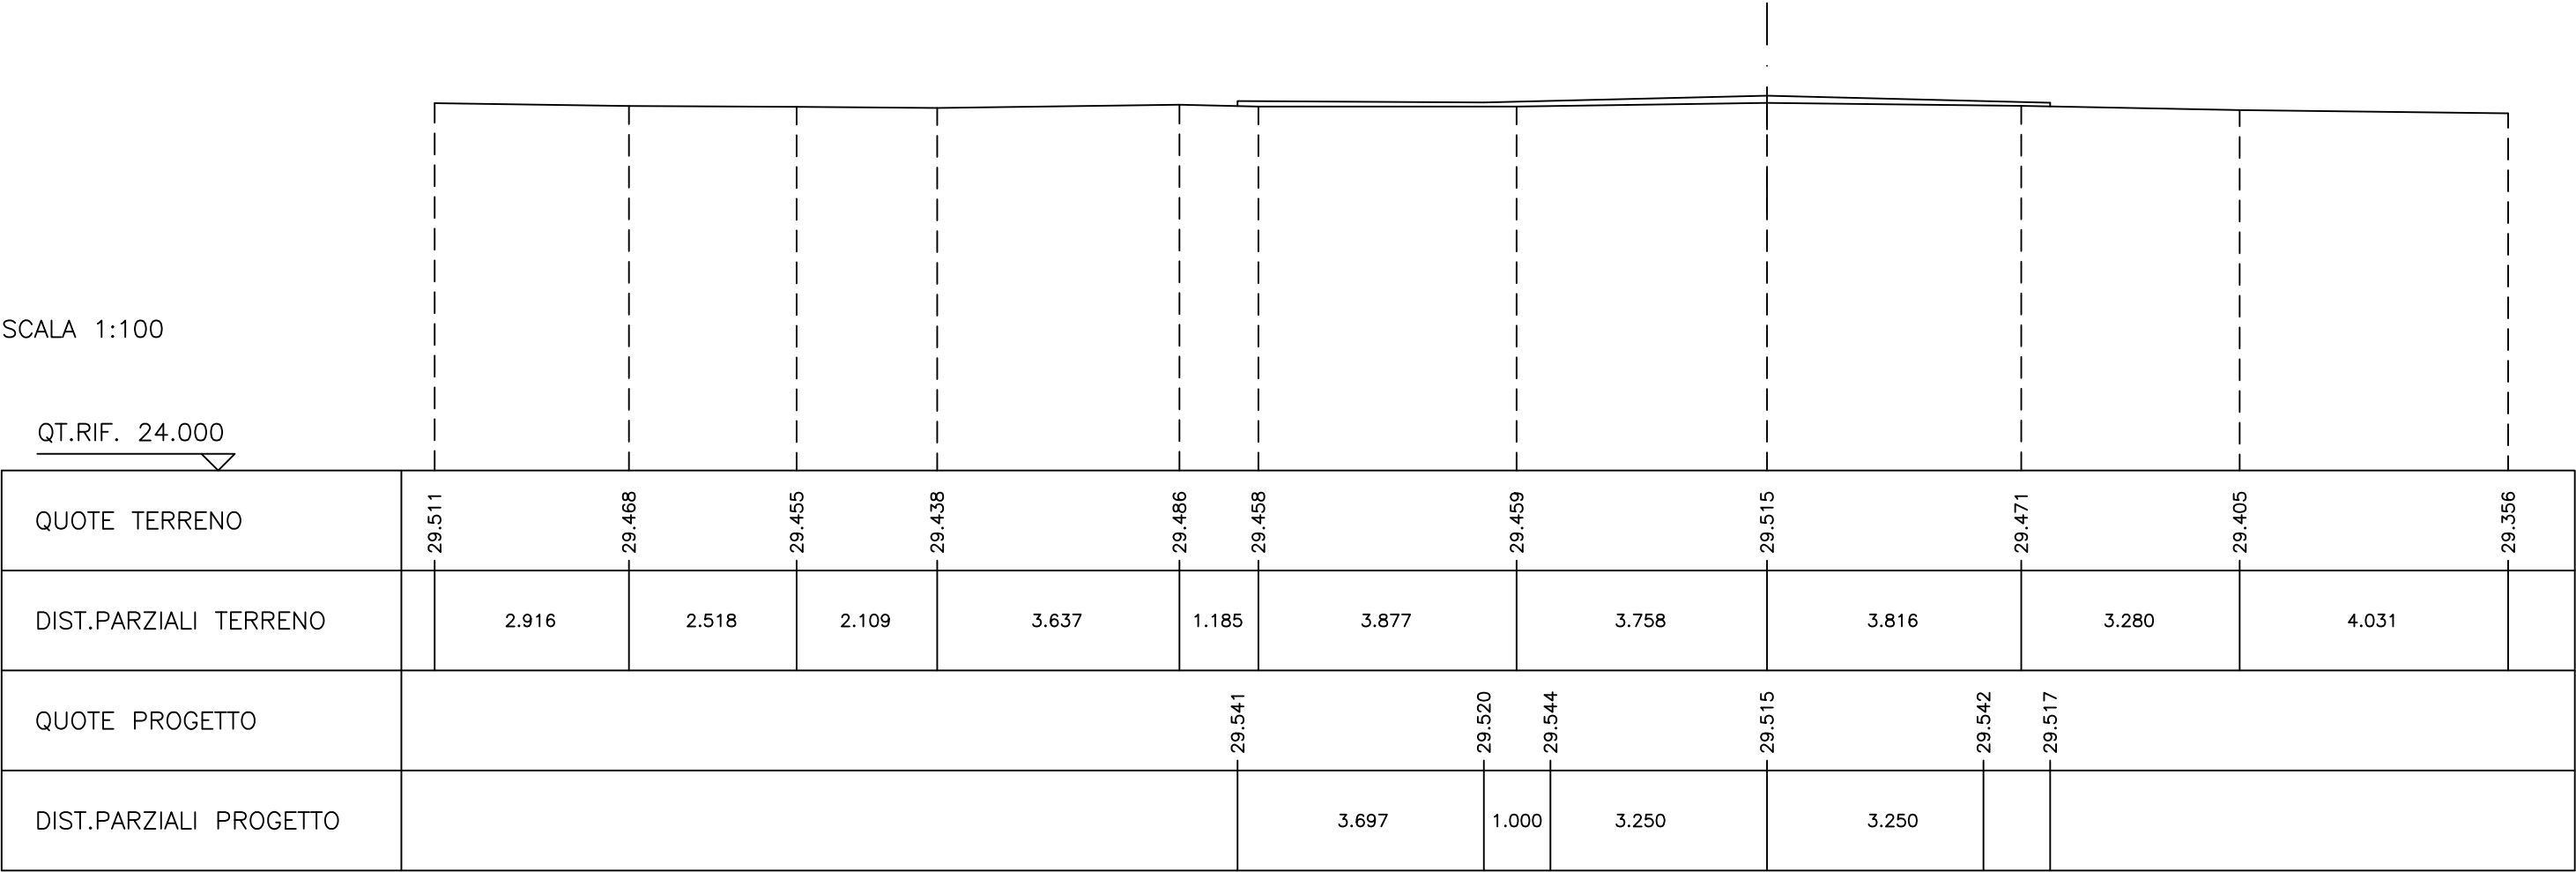 SCALA 1:100
QT.RIF. 24.000
QUOTE TERRENO 29.511 29.468 29.455 29.438 29.486 29.458 29.459 29.515 29.471 29.405 29.356
DIST.PARZIALI TERRENO 2.916 2.518 2.109 3.637 1.185 3.877 3.758 3.816 3.280 4.031
QUOTE PROGETTO 29.541 29.520 29.544 29.515 29.542 29.517
DIST.PARZIALI PROGETTO 3.697 1.000 3.250 3.250